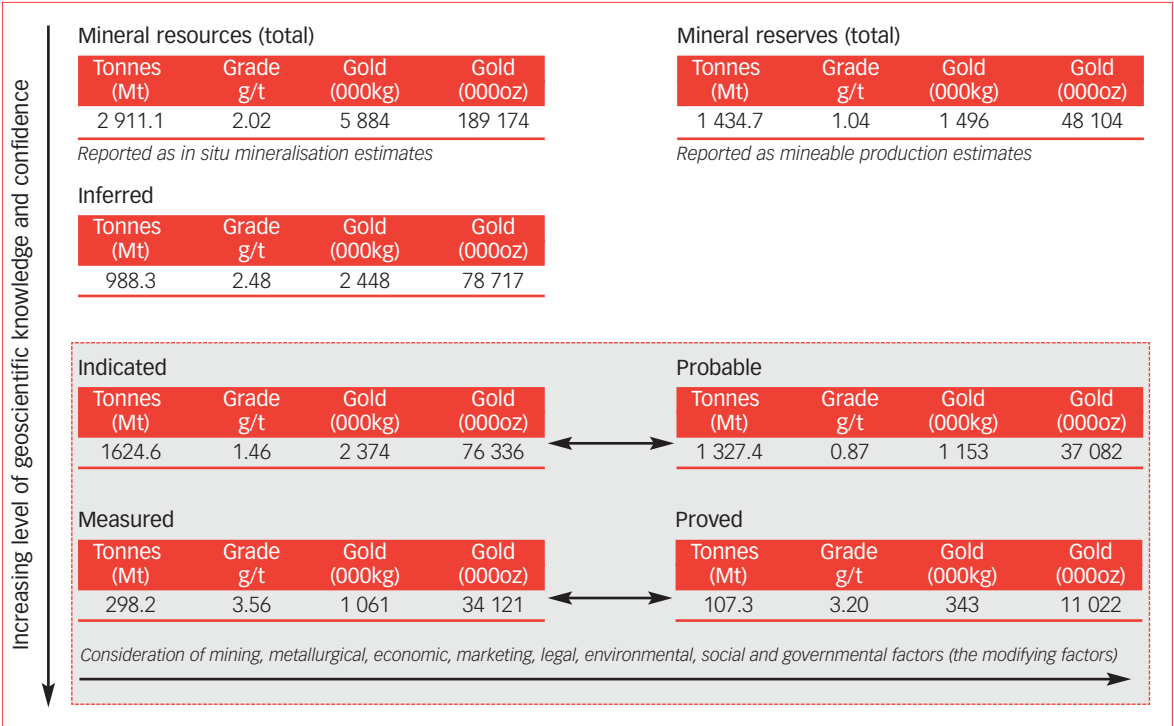 Increasing level of geoscientific knowledge and confidence
Mineral resources (total)
Tonnes (Mt) Grade g/t Gold (000kg) Gold (000oz)
2 911.1 2.02 5 884 189 174
Reported as in situ mineralisation estimates
Mineral reserves (total)
Tonnes (Mt) Grade g/t Gold (000kg) Gold (000oz)
1 434.7 1.04 1 496 48 104
Reported as mineable production estimates
Inferred
Tonnes (Mt) Grade g/t Gold (000kg) Gold (000oz)
988.3 2.48 2 448 78 717
Indicated
Tonnes (Mt) Grade g/t Gold (000kg) Gold (000oz)
1624.6 1.46 2 374 76 336
Probable
Tonnes (Mt) Grade g/t Gold (000kg) Gold (000oz)
1 327.4 0.87 1 153 37 082
Measured
Tonnes (Mt) Grade g/t Gold (000kg) Gold (000oz)
298.2 3.56 1 061 34 121
Proved
Tonnes (Mt) Grade g/t Gold (000kg) Gold (000oz)
107.3 3.20 343 11 022
Consideration of mining, metallurgical, economic, marketing, legal, environmental, social and governmental factors (the modifying factors)